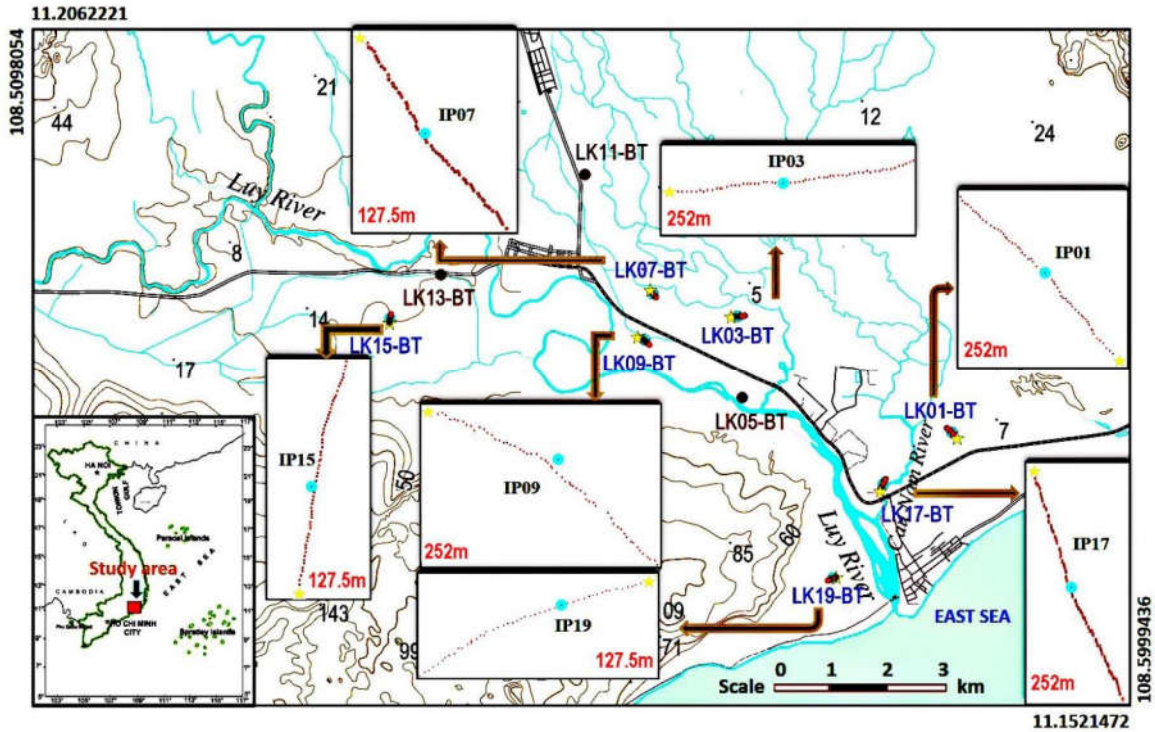 11.2062221
108.5098054
44
21
IP07
127.5m
12
24
LK11-BT
IP03
252m
Luy River
8
IP01
252m
LK13-BT
LK07-BT
5
14
LK15-BT
LK03-BT
17
LK09-BT
LK05-BT
LK01-BT
7
Luy River
LK17-BT
IP15
127.5m
50
IP09
252m
60
85
IP17
252m
CHINA
HA NOI
Paracel Islands
EAST SEA
Study area
CAMBODIA
HO CHI MINH
CITY
Spratley Islands
143
99
IP19
127.5m
09
71
LK19-BT
EAST SEA
0 1 2 3
Scale
km
108.5999436
11.1521472